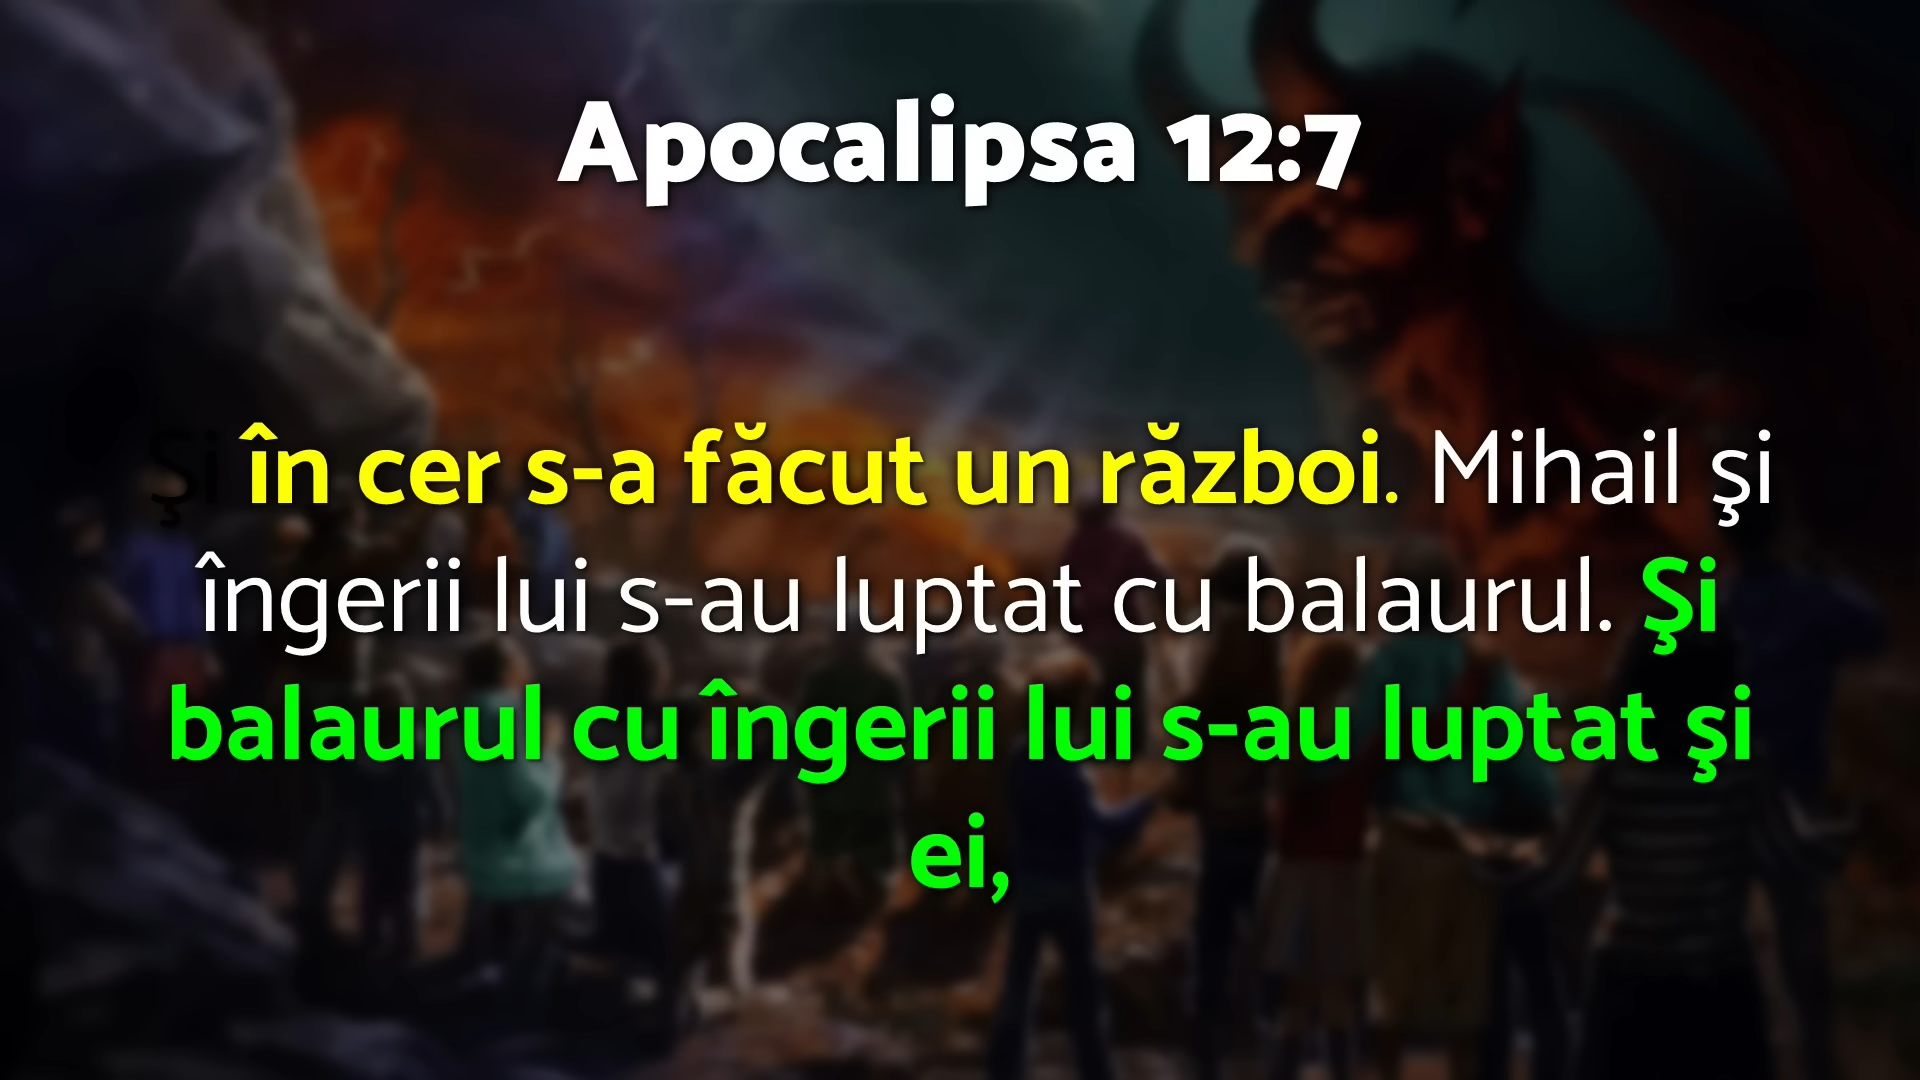 Apocalipsa 12:7
Şi în cer s-a făcut un război. Mihail şi
îngerii lui s-au luptat cu balaurul. Şi
balaurul cu îngerii lui s-au luptat şi
ei,